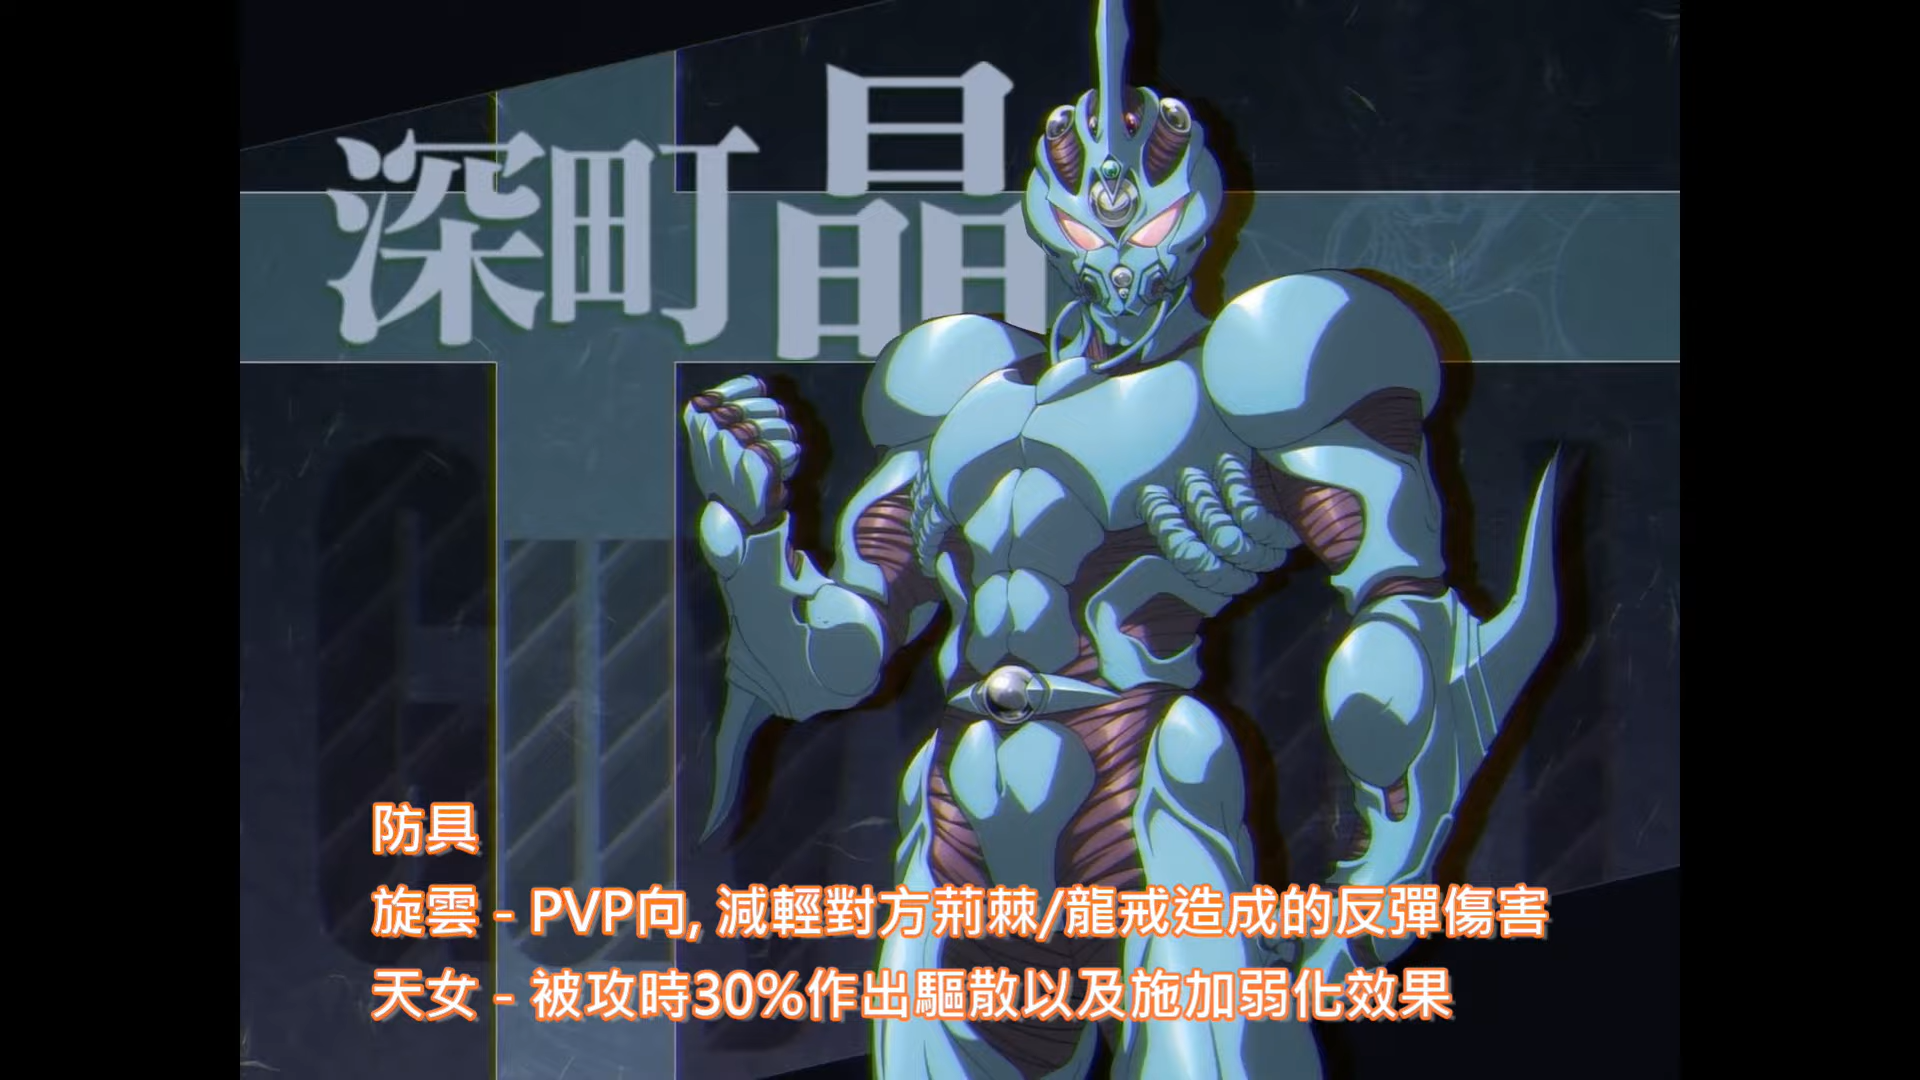 深町 晶
防具
旋雲 - PVP向, 減輕對方荊棘/龍戒造成的反彈傷害
天女 - 被攻時30%作出驅散以及施加弱化效果